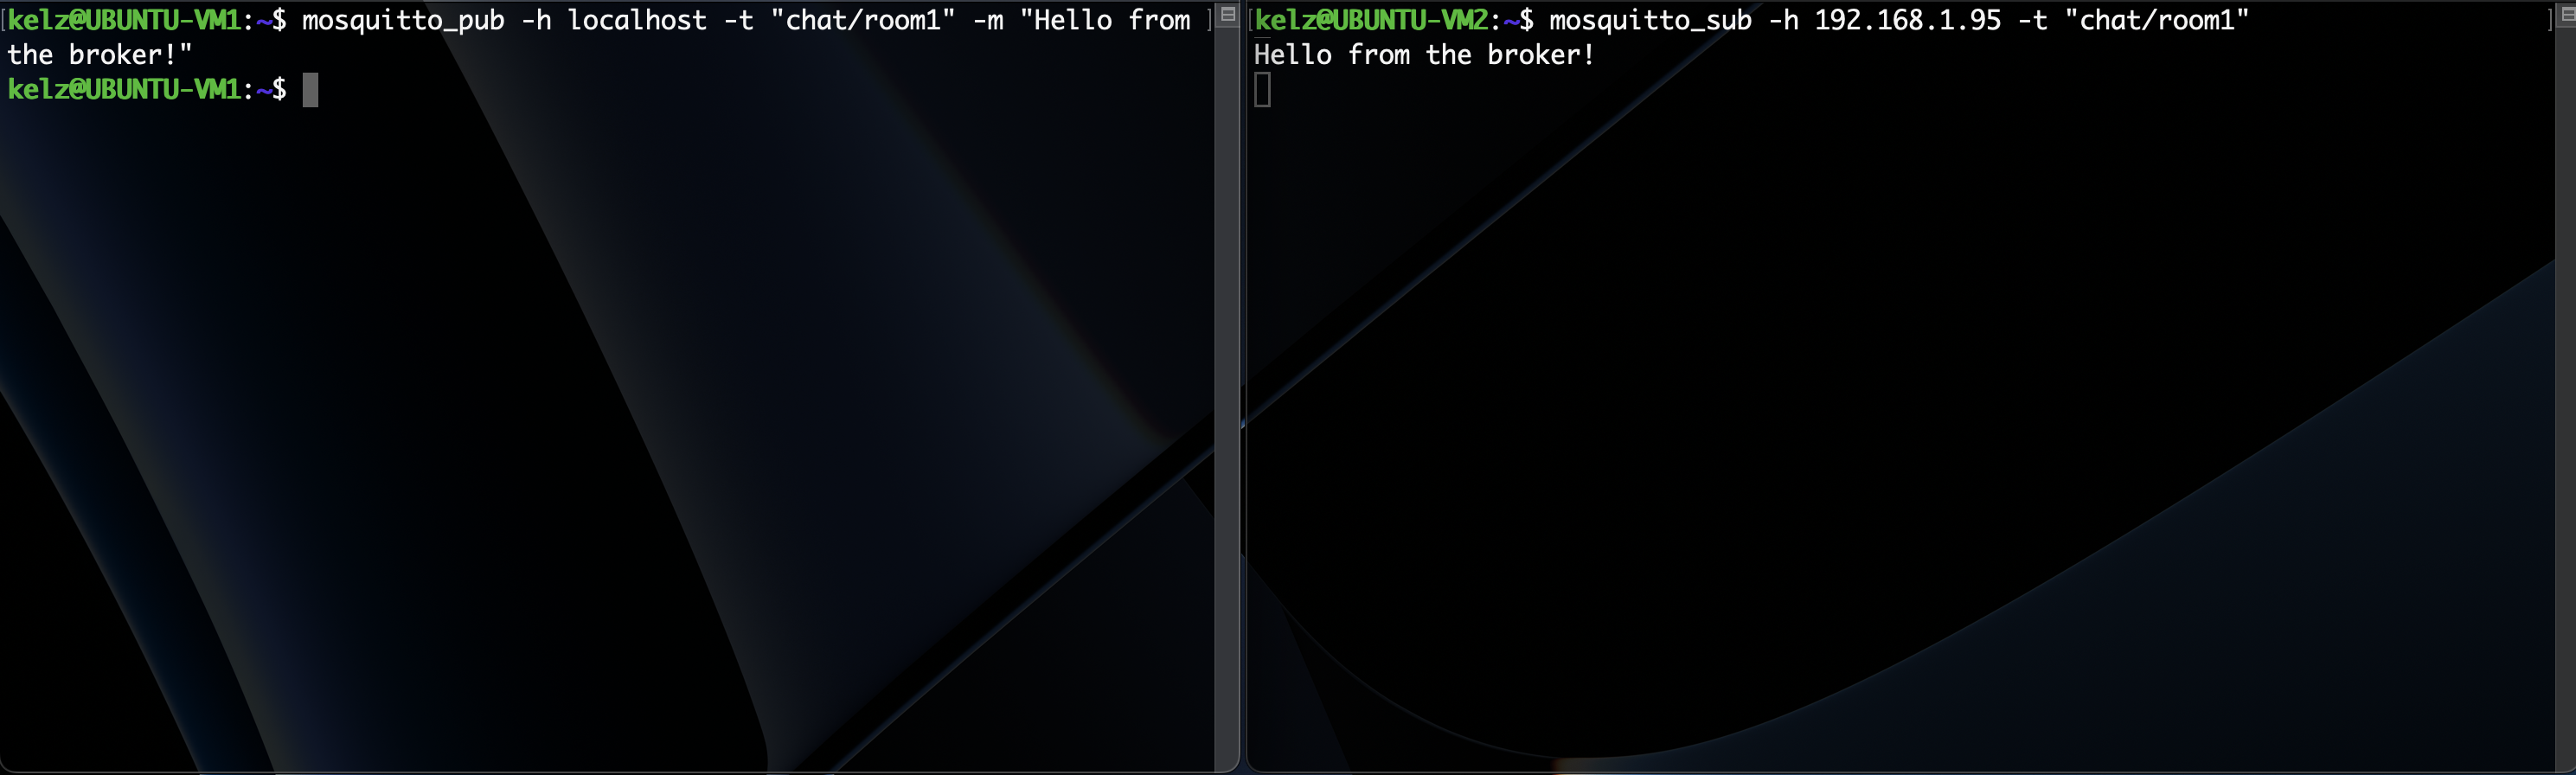 [kelz@UBUNTU-VM1:~$ mosquitto_pub -h localhost -t "chat/room1" -m "Hello from ]
the broker!"
kelz@UBUNTU-VM1:~$
[kelz@UBUNTU-VM2:~$ mosquitto_sub -h 192.168.1.95 -t "chat/room1" ]
Hello from the broker!